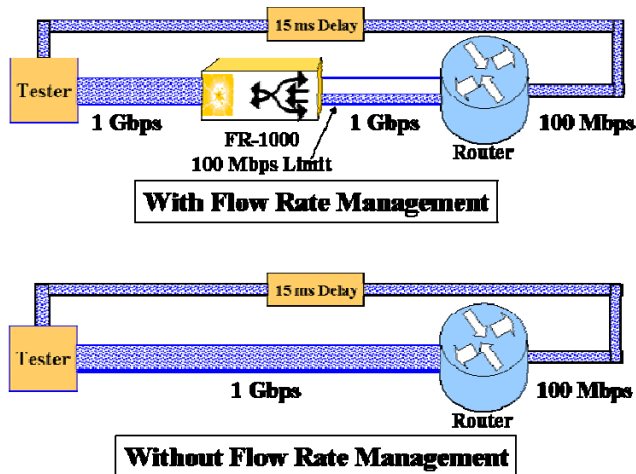 15 ms Delay
Tester
1 Gbps
FR-1000
100 Mbps Limit
1 Gbps
Router
100 Mbps
With Flow Rate Management
15 ms Delay
Tester
1 Gbps
Router
100 Mbps
Without Flow Rate Management